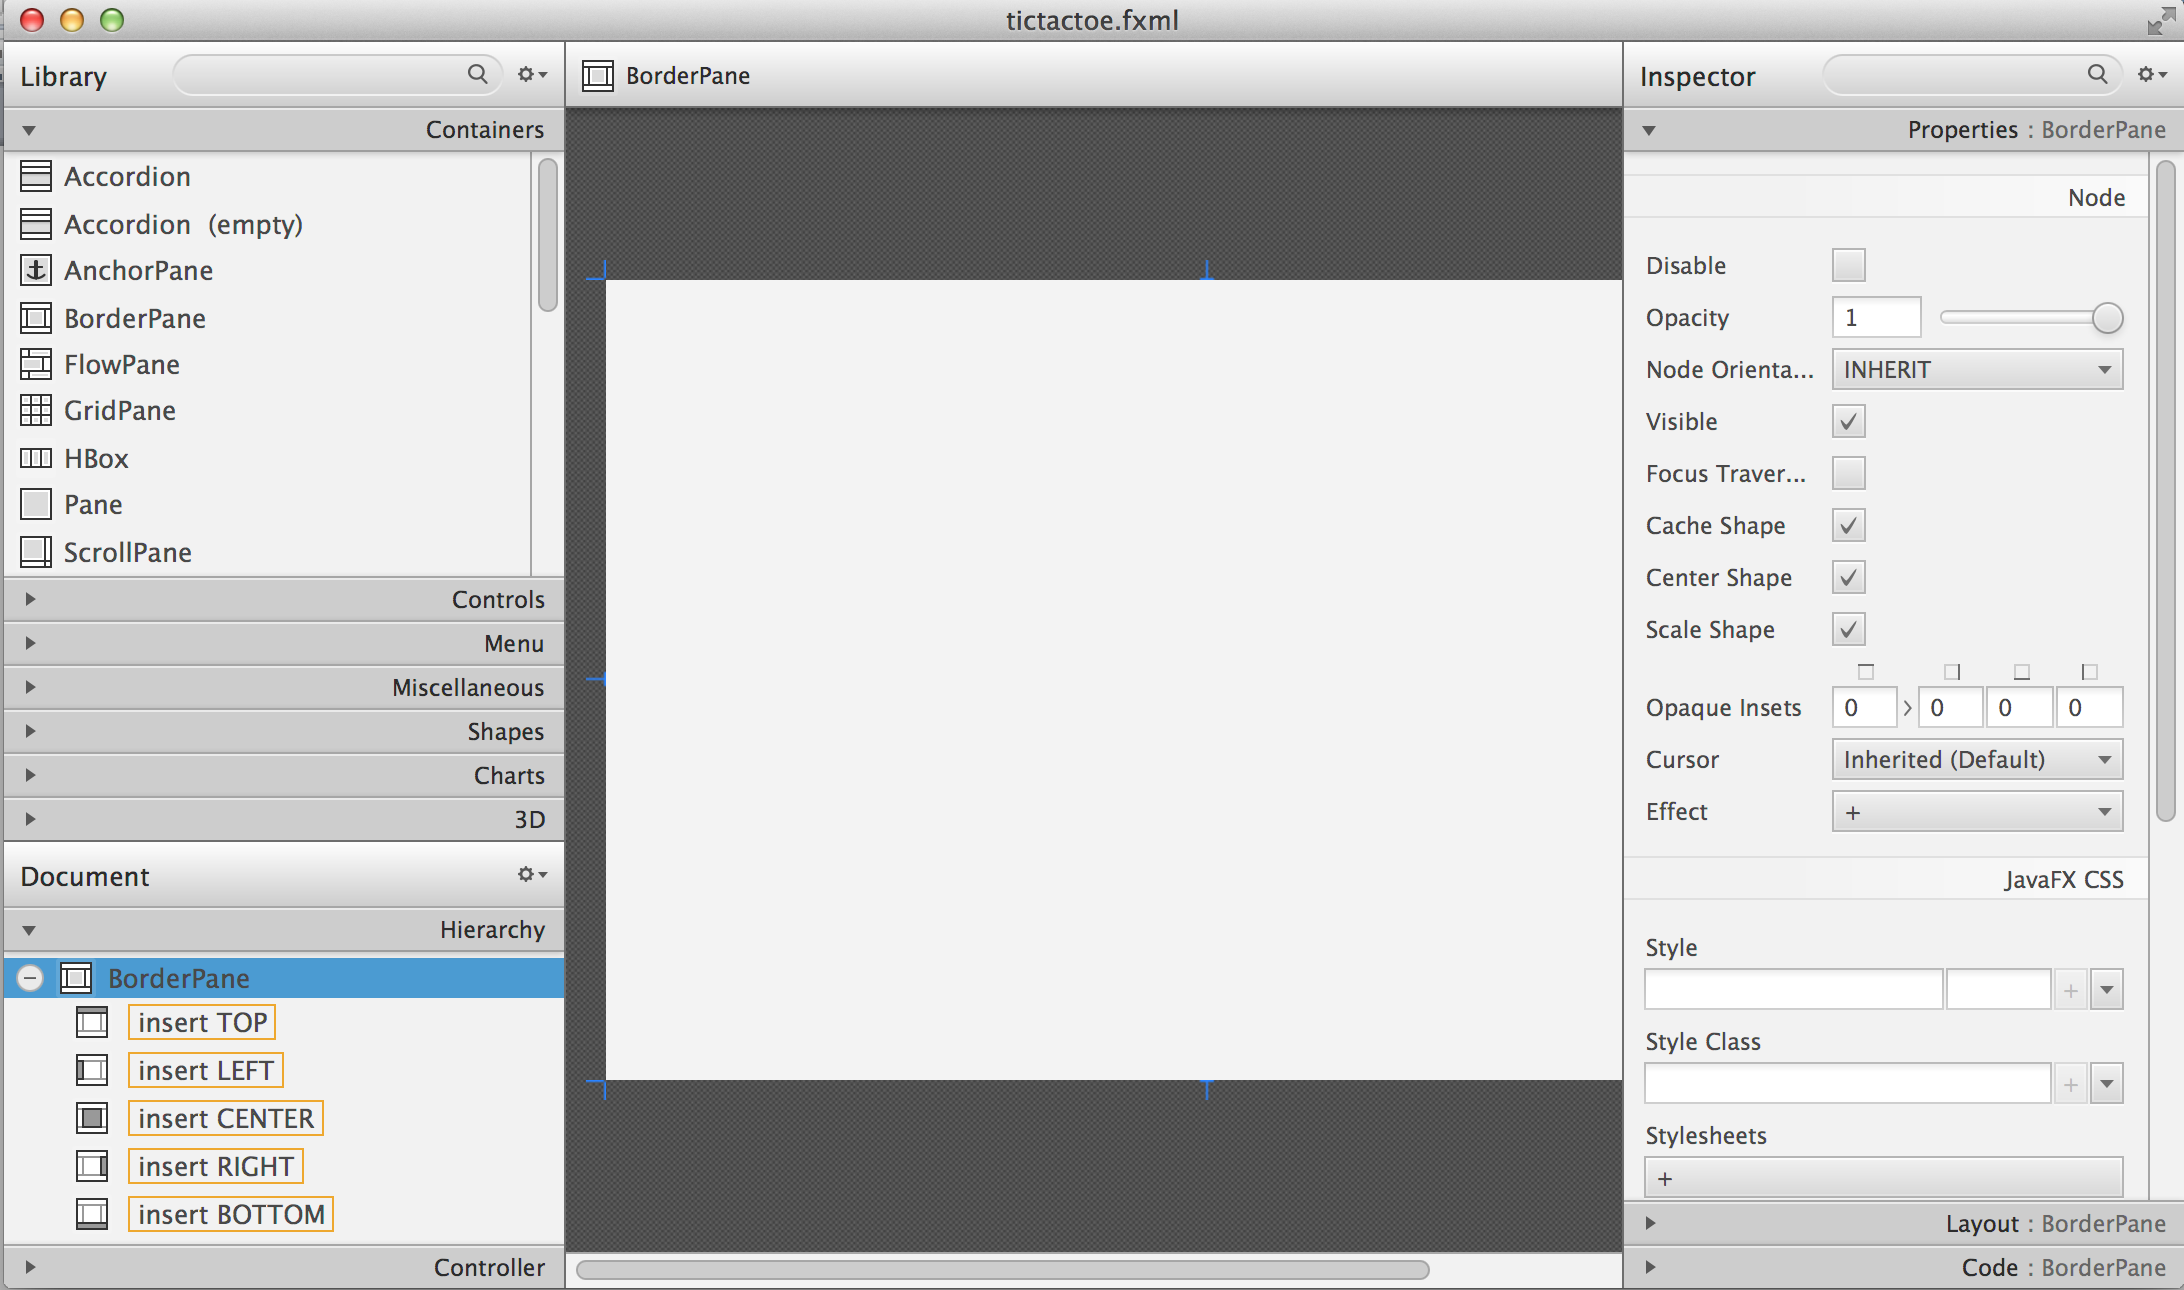 tictactoe.fxml
Library
BorderPane
Inspector
Containers
Accordion
Accordion (empty)
AnchorPane
BorderPane
FlowPane
GridPane
HBox
Pane
ScrollPane
Controls
Menu
Miscellaneous
Shapes
Charts
3D
Document
Hierarchy
BorderPane
insert TOP
insert LEFT
insert CENTER
insert RIGHT
insert BOTTOM
Controller
Properties : BorderPane
Node
Disable
Opacity 1
Node Orienta... INHERIT
Visible
Focus Traver...
Cache Shape
Center Shape
Scale Shape
Opaque Insets 0 > 0 0 0
Cursor Inherited (Default)
Effect +
JavaFX CSS
Style
+
Style Class
+
Stylesheets
+
Layout : BorderPane
Code : BorderPane